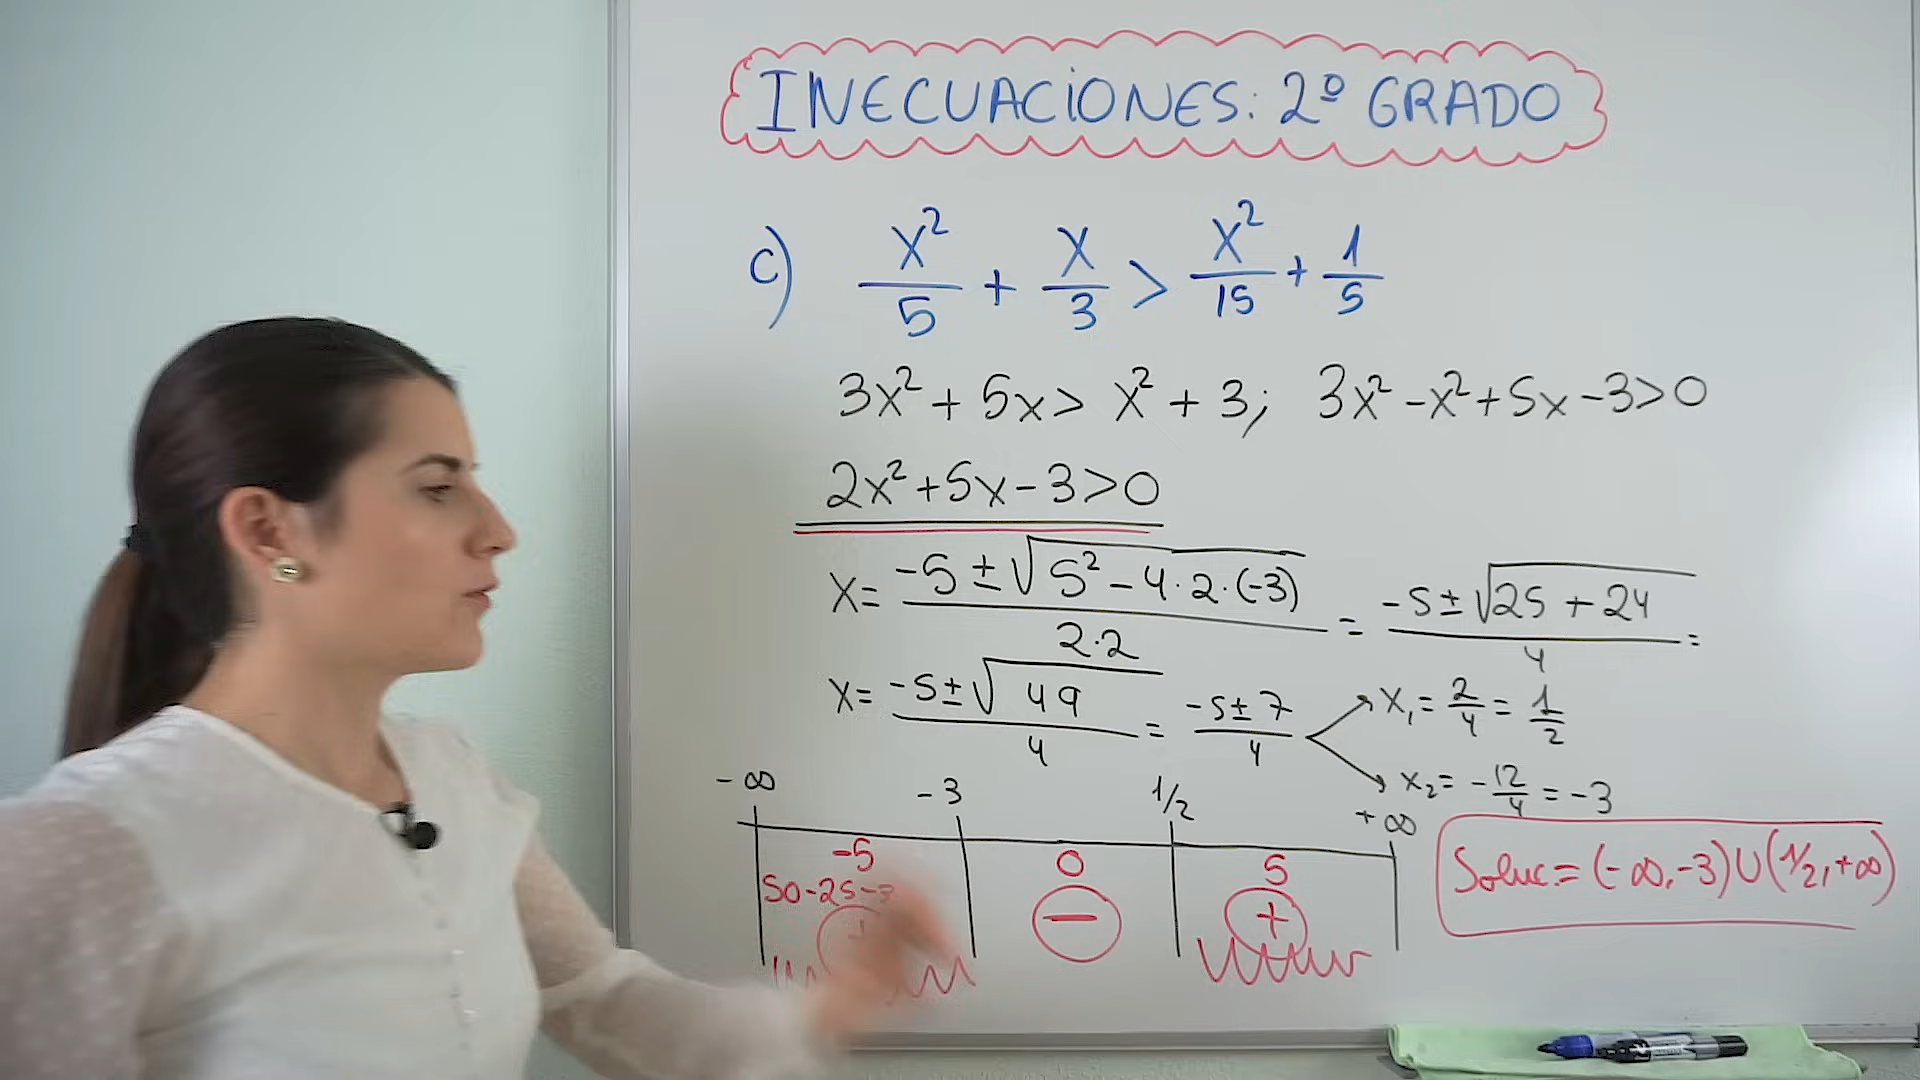 INECUACIONES: 2º GRADO
c) x²/5 + x/3 > x²/15 + 1/5
3x² + 5x > x² + 3; 3x² - x² + 5x - 3 > 0
2x² + 5x - 3 > 0
x = (-5 ± √(5² - 4·2·(-3)))/(2·2) = (-5 ± √(25 + 24))/4 =
x = (-5 ± √49)/4 = (-5 ± 7)/4
x₁ = 2/4 = 1/2
x₂ = -12/4 = -3
-∞ -3 1/2 +∞
-5 0 5
50-25-3
+ - +
Soluc = (-∞, -3) U (1/2, +∞)